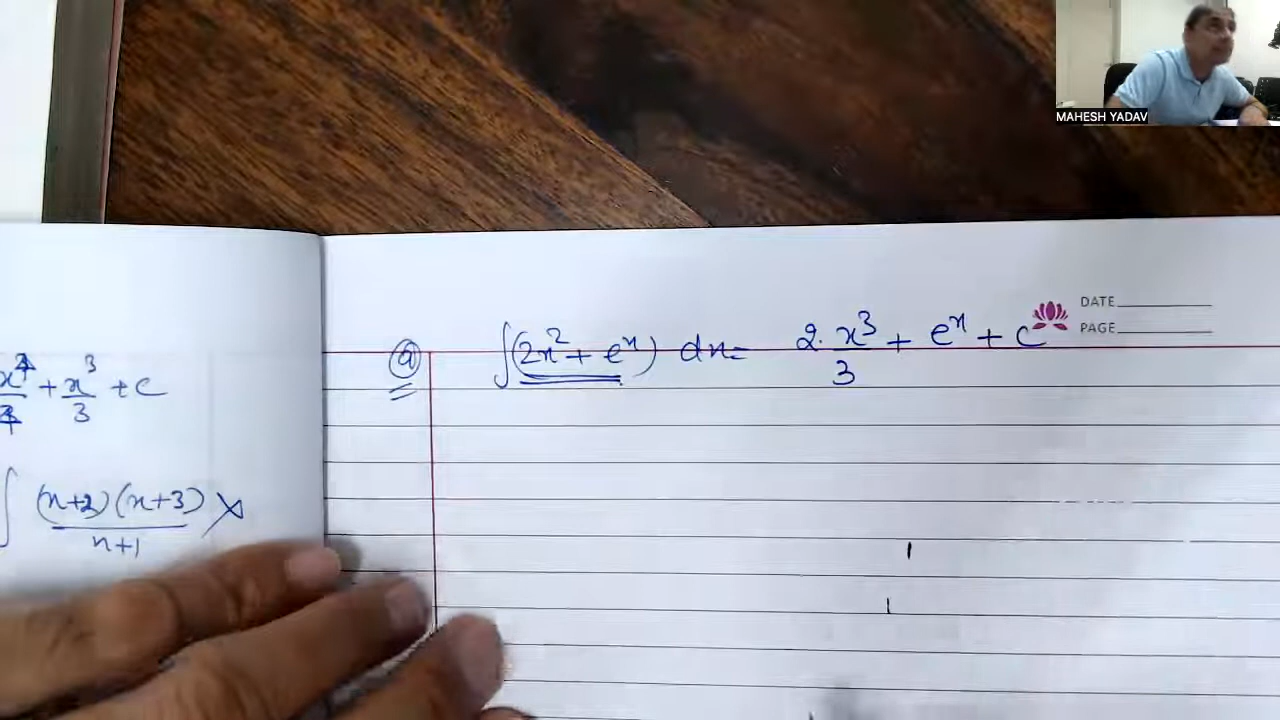 MAHESH YADAV
DATE
PAGE
x⁴/4 + x³/3 + c
∫ (x+2)(x+3)/x+1
(a) ∫(2x² + eˣ) dx = 2·x³/3 + eˣ + c